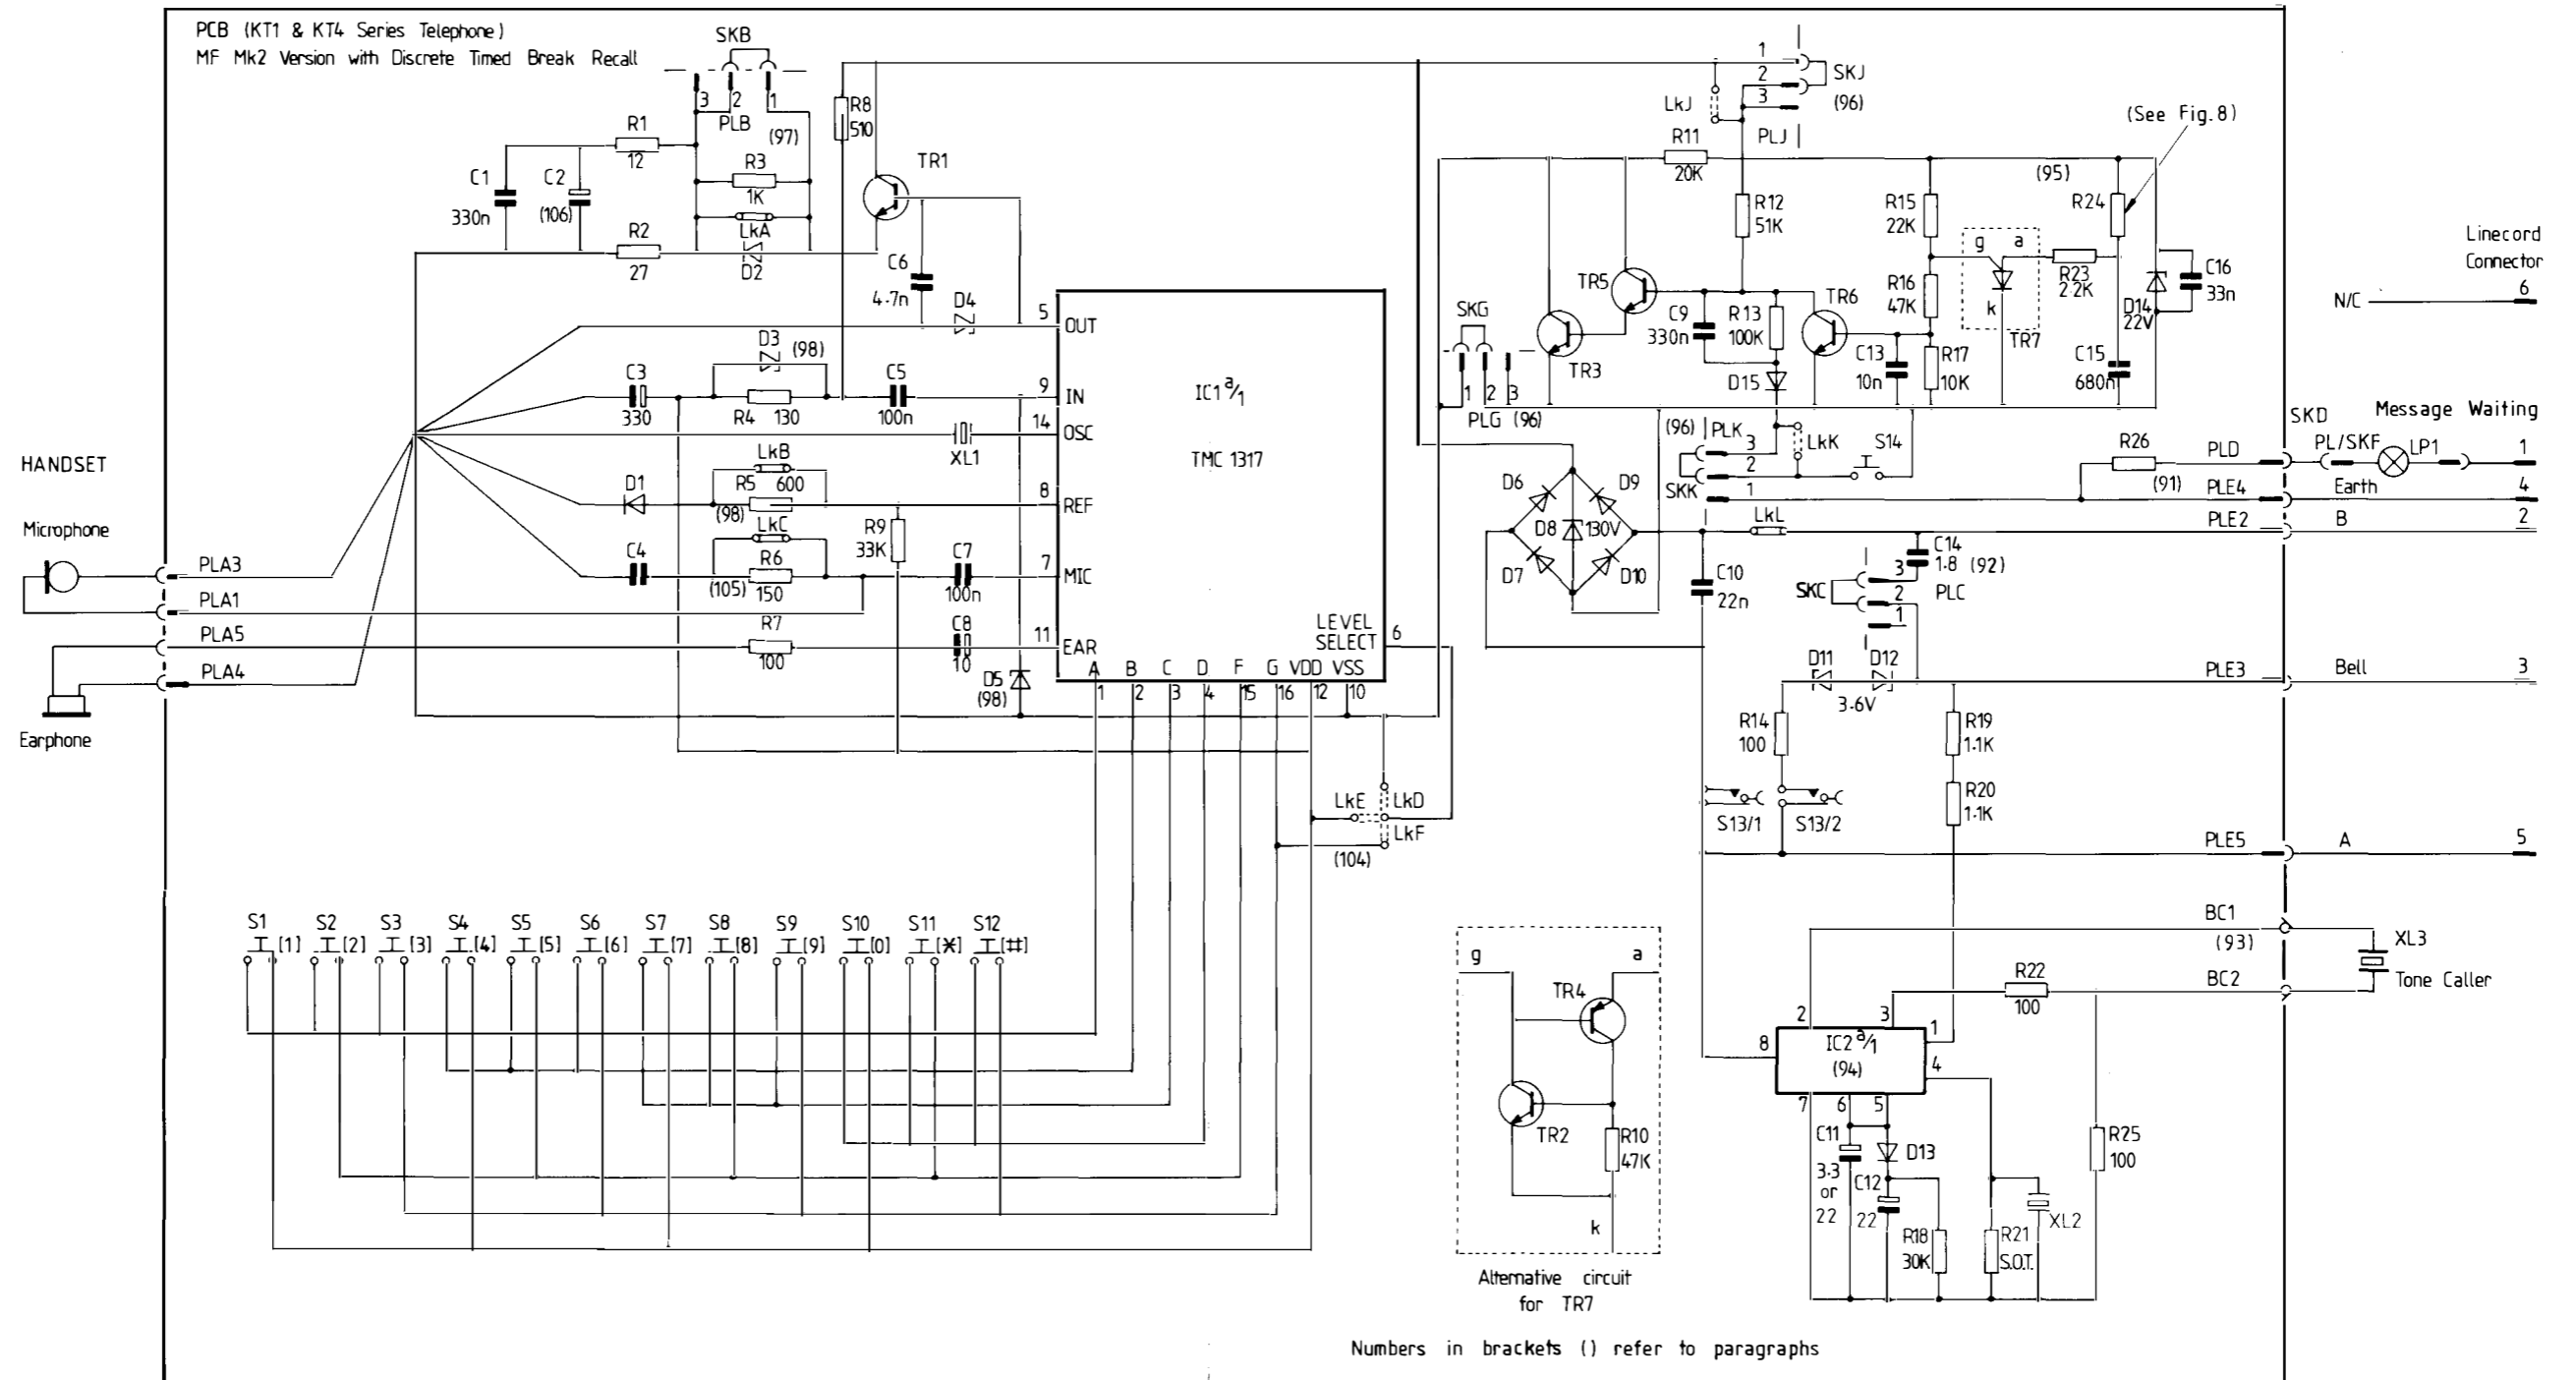 PCB (KT1 & KT4 Series Telephone)
MF Mk2 Version with Discrete Timed Break Recall
SKB
3 2 1
PLB
(97)
R1
12
C1
330n
C2
(106)
R3
1K
LkA
D2
R2
27
R8
510
TR1
C6
4.7n
D4
D3
(98)
C3
330
R4 130
C5
100n
XL1
LkB
D1
R5 600
(98)
LkC
R9
33K
C4
R6
(105) 150
C7
100n
R7
100
C8
10
D5
(98)
5 OUT
9 IN
14 OSC
8 REF
7 MIC
11 EAR
IC1 a/1
TMC 1317
LEVEL
SELECT
6
A B C D F G VDD VSS
1 2 3 4 15 16 12 10
HANDSET
Microphone
PLA3
PLA1
PLA5
PLA4
Earphone
LkE
LkD
LkF
(104)
1
2
3
SKJ
(96)
LkJ
PLJ
R11
20K
R12
51K
(See Fig.8)
(95)
R15
22K
R24
g a
k
TR7
R23
2.2K
R16
47K
D14
22V
C16
33n
TR5
TR3
TR6
C9
330n
R13
100K
D15
C13
10n
R17
10K
C15
680n
SKG
1 2 3
PLG (96)
(96)
PLK
3
2
1
SKK
LkK
S14
D6
D9
D8
130V
D7
D10
LkL
C10
22n
C14
1.8 (92)
SKC
3
2
1
PLC
D11
D12
3.6V
R14
100
R19
1.1K
R20
1.1K
S13/1
S13/2
Linecord
Connector
N/C
6
SKD
Message Waiting
R26
(91)
PLD
PL/SKF
LP1
1
PLE4
Earth
4
PLE2
B
2
PLE3
Bell
3
PLE5
A
5
BC1
(93)
BC2
XL3
Tone Caller
R22
100
IC2 a/1
(94)
2
3
1
4
8
7
6
5
C11
3.3
or
22
D13
C12
22
R18
30K
R21
S.O.T.
XL2
R25
100
S1 S2 S3 S4 S5 S6 S7 S8 S9 S10 S11 S12
[1] [2] [3] [4] [5] [6] [7] [8] [9] [0] [*] [#]
g
a
TR4
TR2
R10
47K
k
Alternative circuit
for TR7
Numbers in brackets () refer to paragraphs